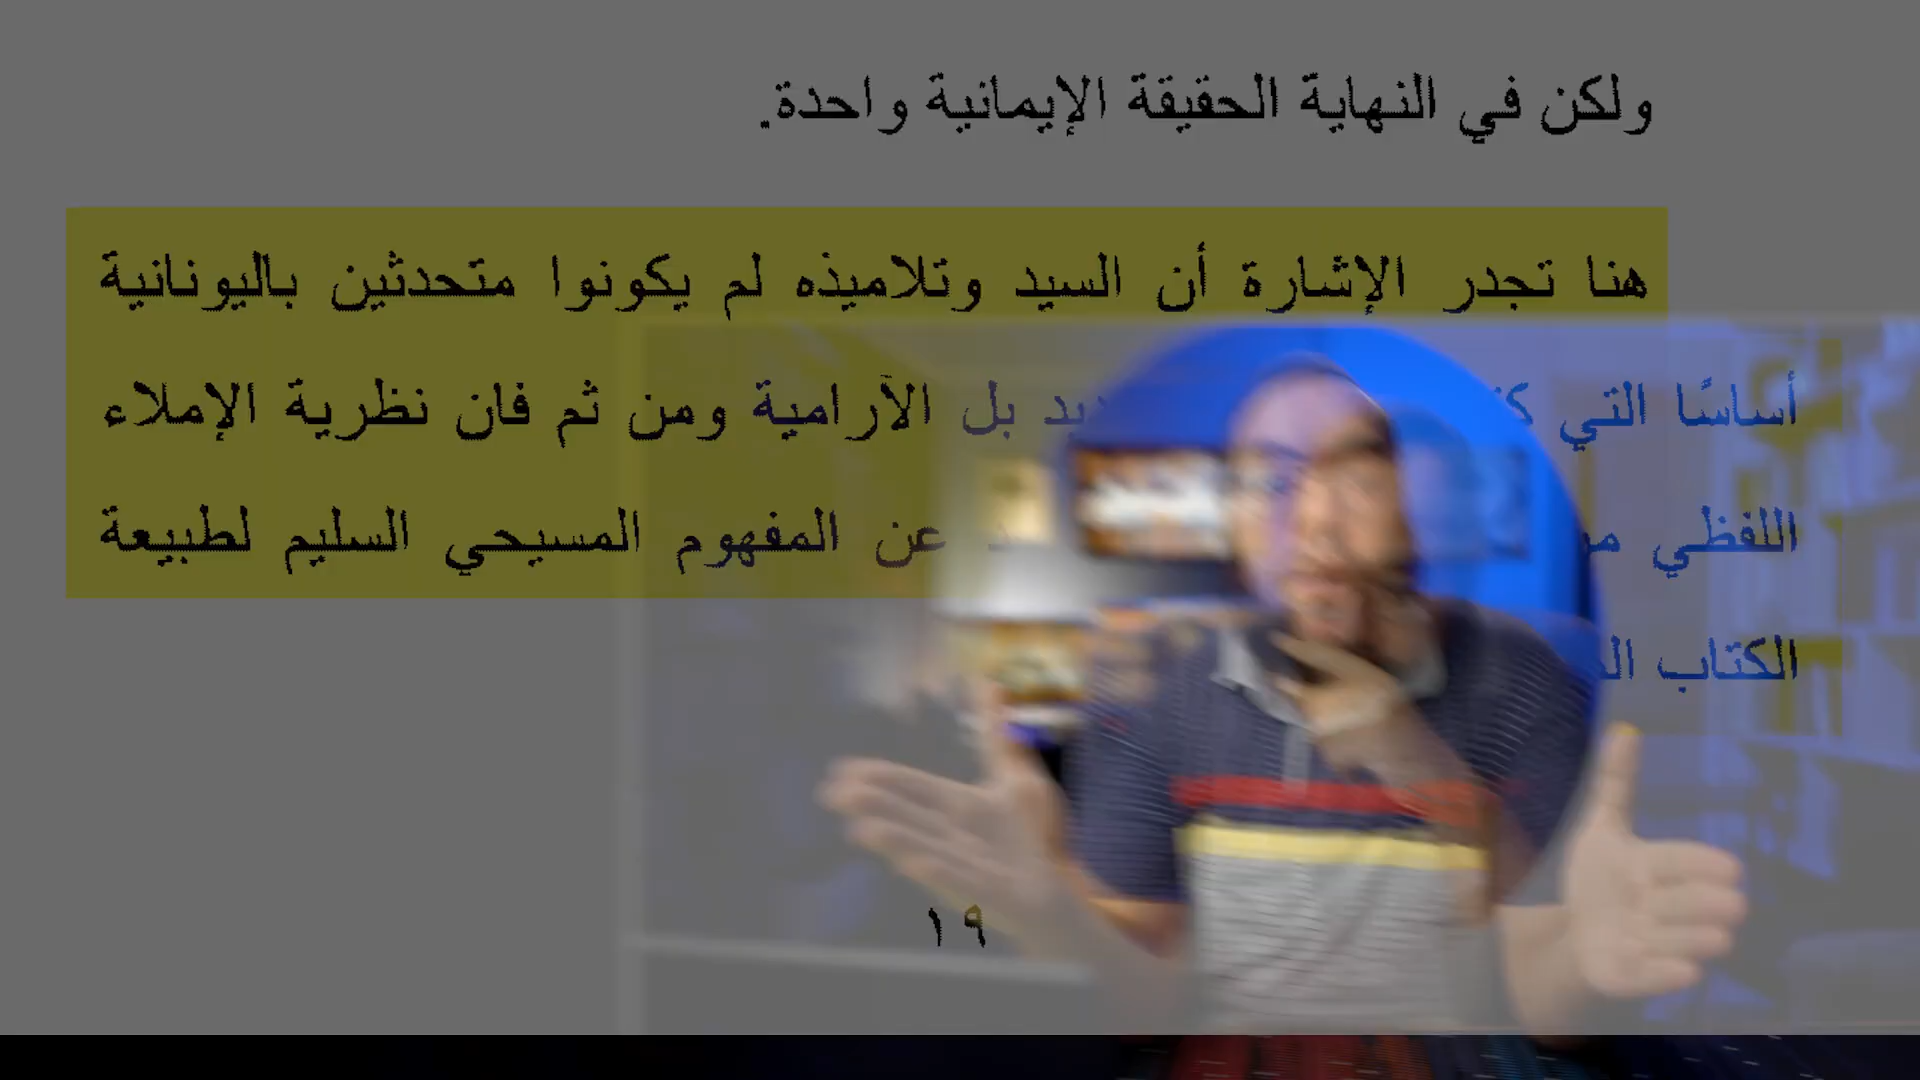 ولكن في النهاية الحقيقة الإيمانية واحدة.
هنا تجدر الإشارة أن السيد وتلاميذه لم يكونوا متحدثين باليونانية
أساسًا التي بل الآرامية ومن ثم فان نظرية الإملاء
اللفظي عن المفهوم المسيحي السليم لطبيعة
الكتاب
١٩